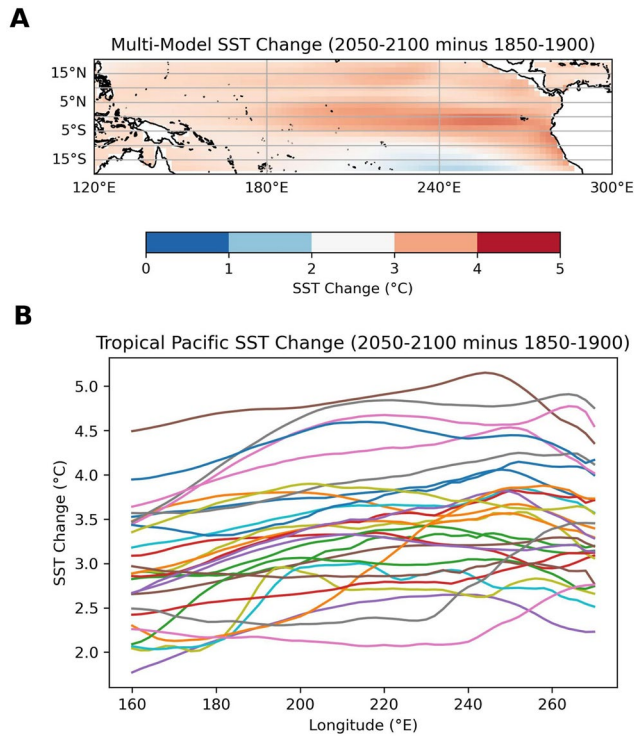 A
Multi-Model SST Change (2050-2100 minus 1850-1900)
15°N
5°N
5°S
15°S
120°E 180°E 240°E 300°E
0 1 2 3 4 5
SST Change (°C)
B
Tropical Pacific SST Change (2050-2100 minus 1850-1900)
5.0
4.5
4.0
3.5
3.0
2.5
2.0
SST Change (°C)
160 180 200 220 240 260
Longitude (°E)